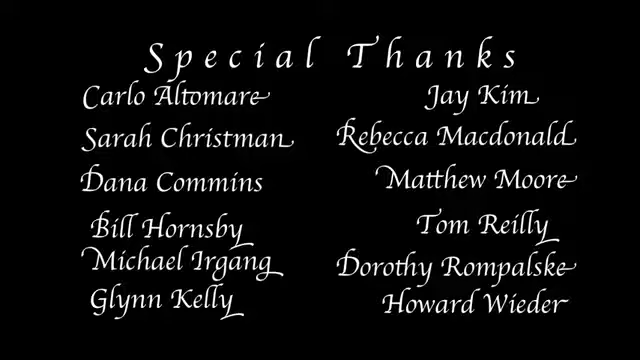 Special Thanks
Carlo Altomare
Jay Kim
Sarah Christman
Rebecca Macdonald
Dana Commins
Matthew Moore
Bill Hornsby
Tom Reilly
Michael Irgang
Dorothy Rompalske
Glynn Kelly
Howard Wieder